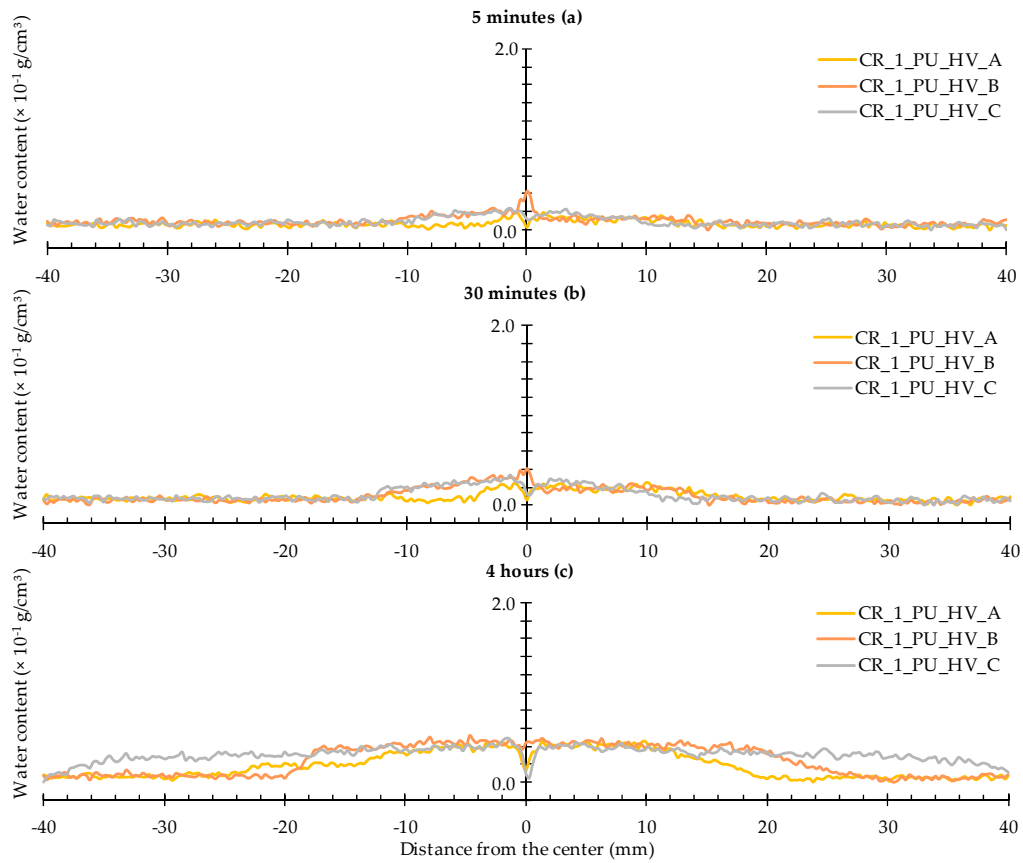 5 minutes (a)
Water content (× 10⁻¹ g/cm³)
2.0
0.0
CR_1_PU_HV_A
CR_1_PU_HV_B
CR_1_PU_HV_C
-40 -30 -20 -10 0 10 20 30 40
30 minutes (b)
Water content (× 10⁻¹ g/cm³)
2.0
0.0
CR_1_PU_HV_A
CR_1_PU_HV_B
CR_1_PU_HV_C
-40 -30 -20 -10 0 10 20 30 40
4 hours (c)
Water content (× 10⁻¹ g/cm³)
2.0
0.0
CR_1_PU_HV_A
CR_1_PU_HV_B
CR_1_PU_HV_C
-40 -30 -20 -10 0 10 20 30 40
Distance from the center (mm)